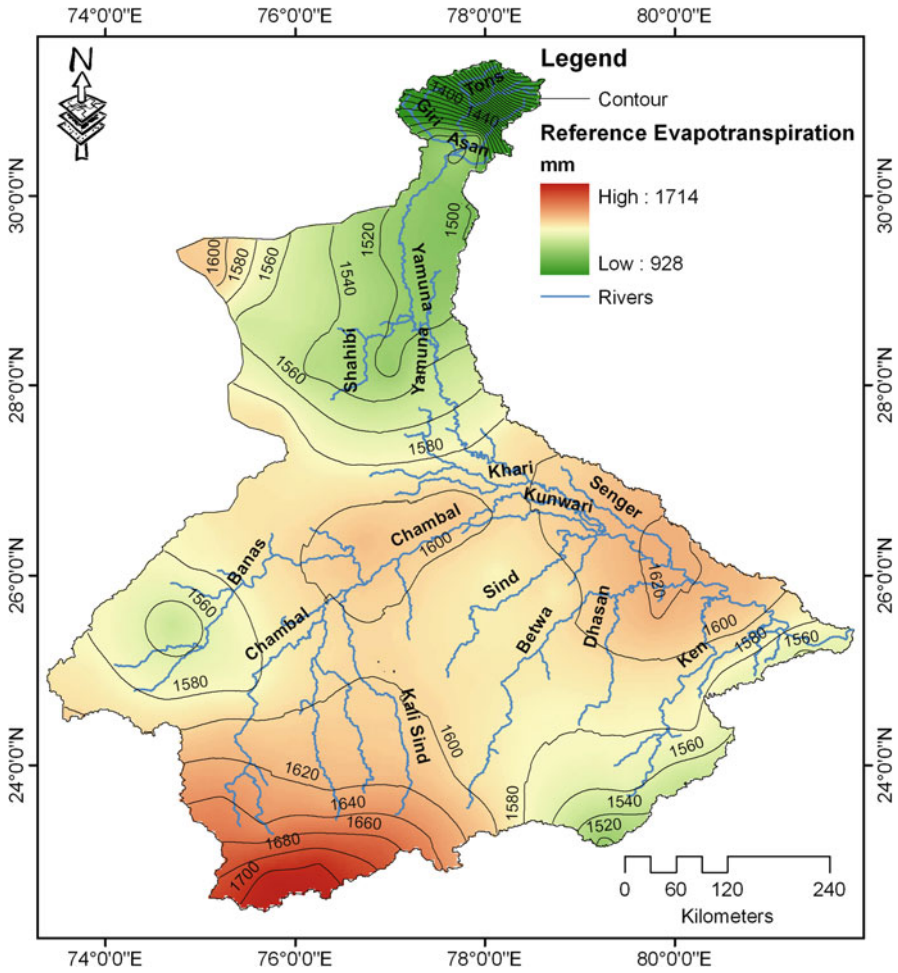 74°0'0"E 76°0'0"E 78°0'0"E 80°0'0"E
N
Legend
Contour
Reference Evapotranspiration
mm
High : 1714
Low : 928
Rivers
Tons
1400
Giri
1440
Asan
30°0'0"N
30°0'0"N
1500
1520
1600
1580
1560
1540
Yamuna
Shahibi
Yamuna
28°0'0"N
28°0'0"N
1560
1580
Khari
Senger
Kunwari
Chambal
1600
Banas
26°0'0"N
26°0'0"N
1560
Sind
1620
Dhasan
Betwa
Chambal
1600
1580
1560
Ken
1580
Kali Sind
1600
24°0'0"N
24°0'0"N
1560
1620
1580
1540
1640
1520
1660
1680
1700
0 60 120 240
Kilometers
74°0'0"E 76°0'0"E 78°0'0"E 80°0'0"E